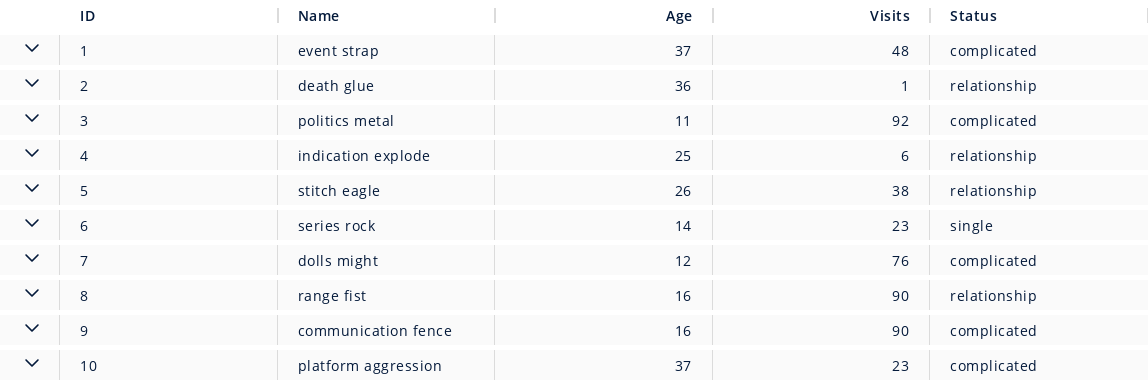 ID Name Age Visits Status
1 event strap 37 48 complicated
2 death glue 36 1 relationship
3 politics metal 11 92 complicated
4 indication explode 25 6 relationship
5 stitch eagle 26 38 relationship
6 series rock 14 23 single
7 dolls might 12 76 complicated
8 range fist 16 90 relationship
9 communication fence 16 90 complicated
10 platform aggression 37 23 complicated